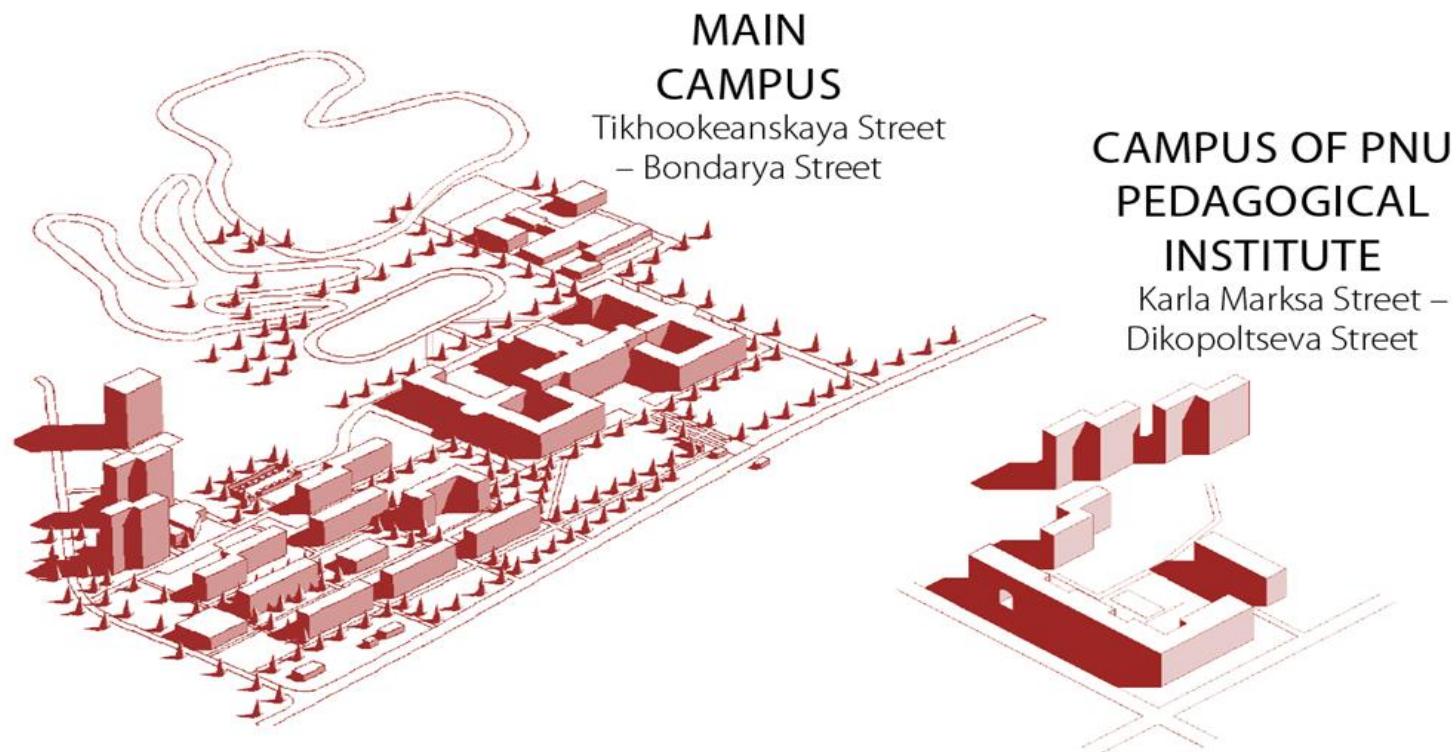 MAIN
CAMPUS
Tikhookeanskaya Street
– Bondarya Street
CAMPUS OF PNU
PEDAGOGICAL
INSTITUTE
Karla Marksa Street –
Dikopoltseva Street